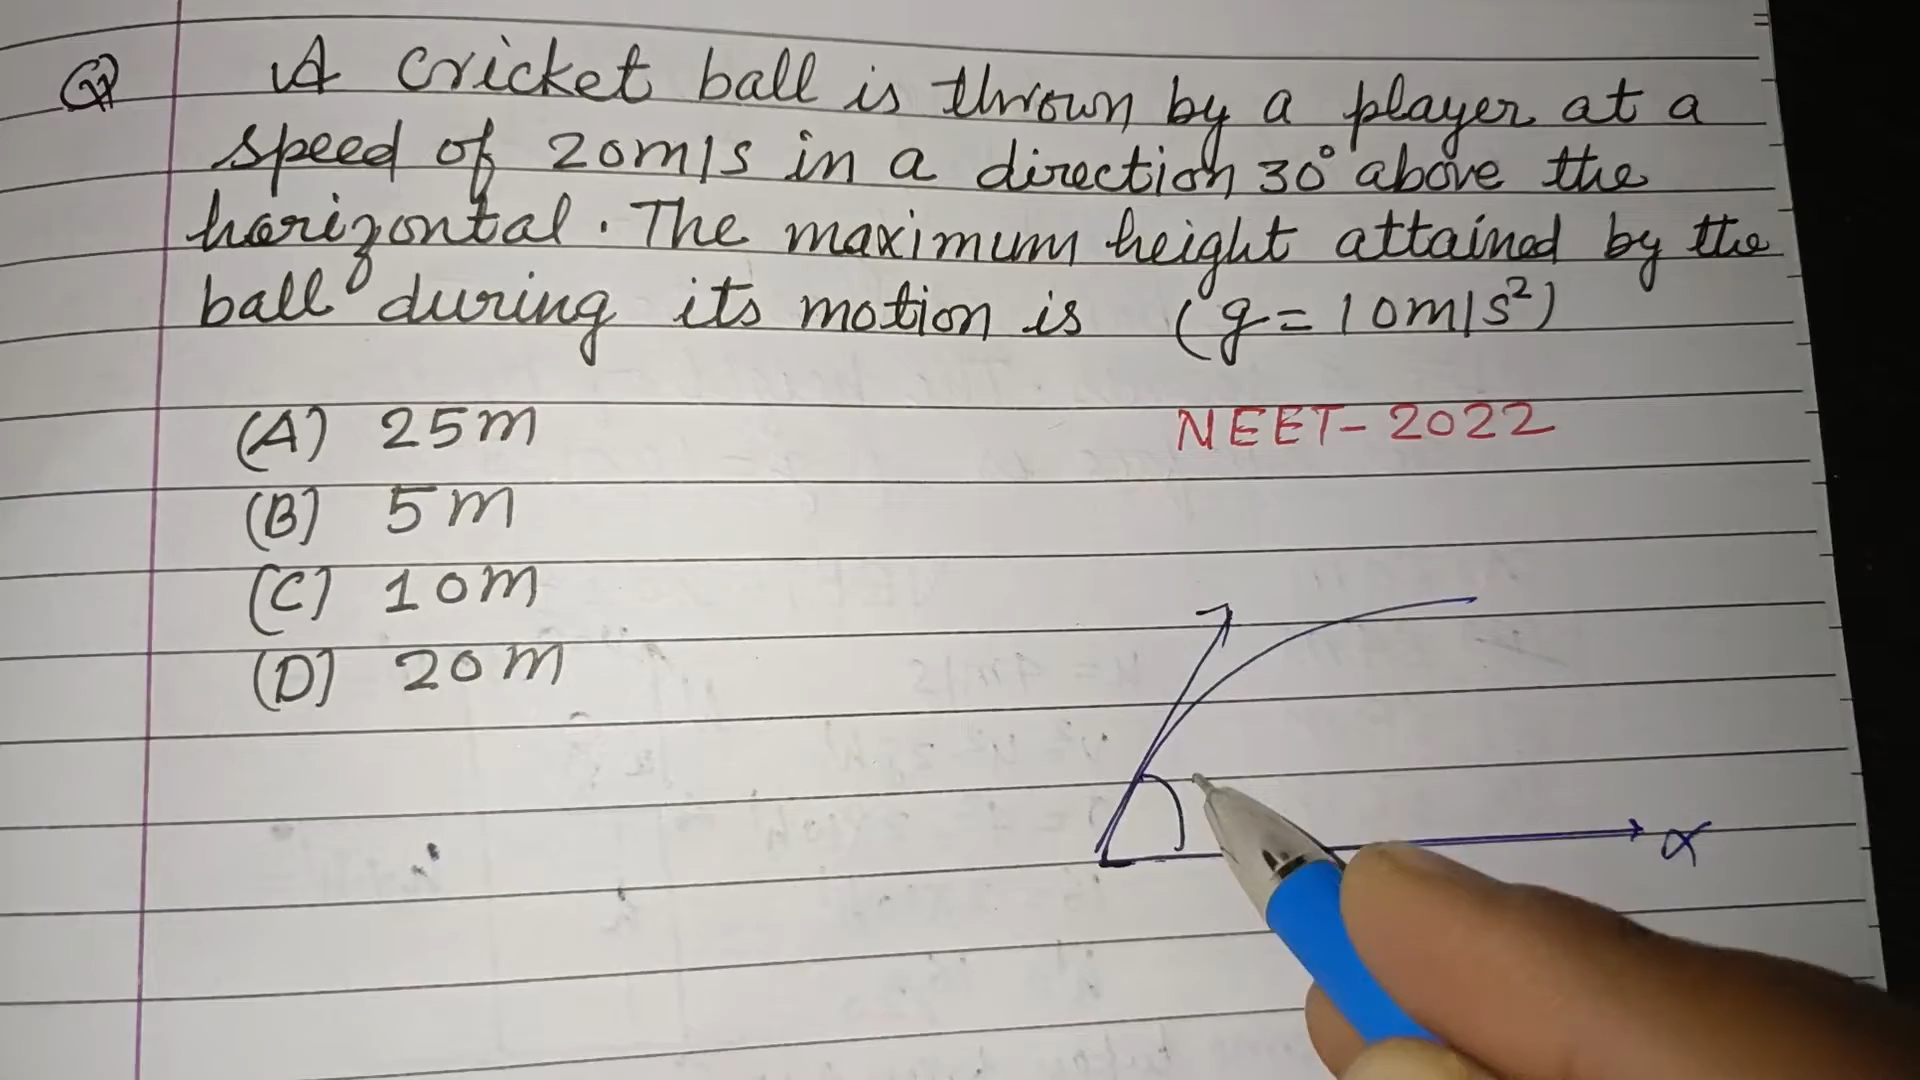 Q) A cricket ball is thrown by a player at a
speed of 20m/s in a direction 30° above the
horizontal. The maximum height attained by the
ball during its motion is (g = 10m/s²)
(A) 25m
NEET-2022
(B) 5m
(C) 10m
(D) 20m
x